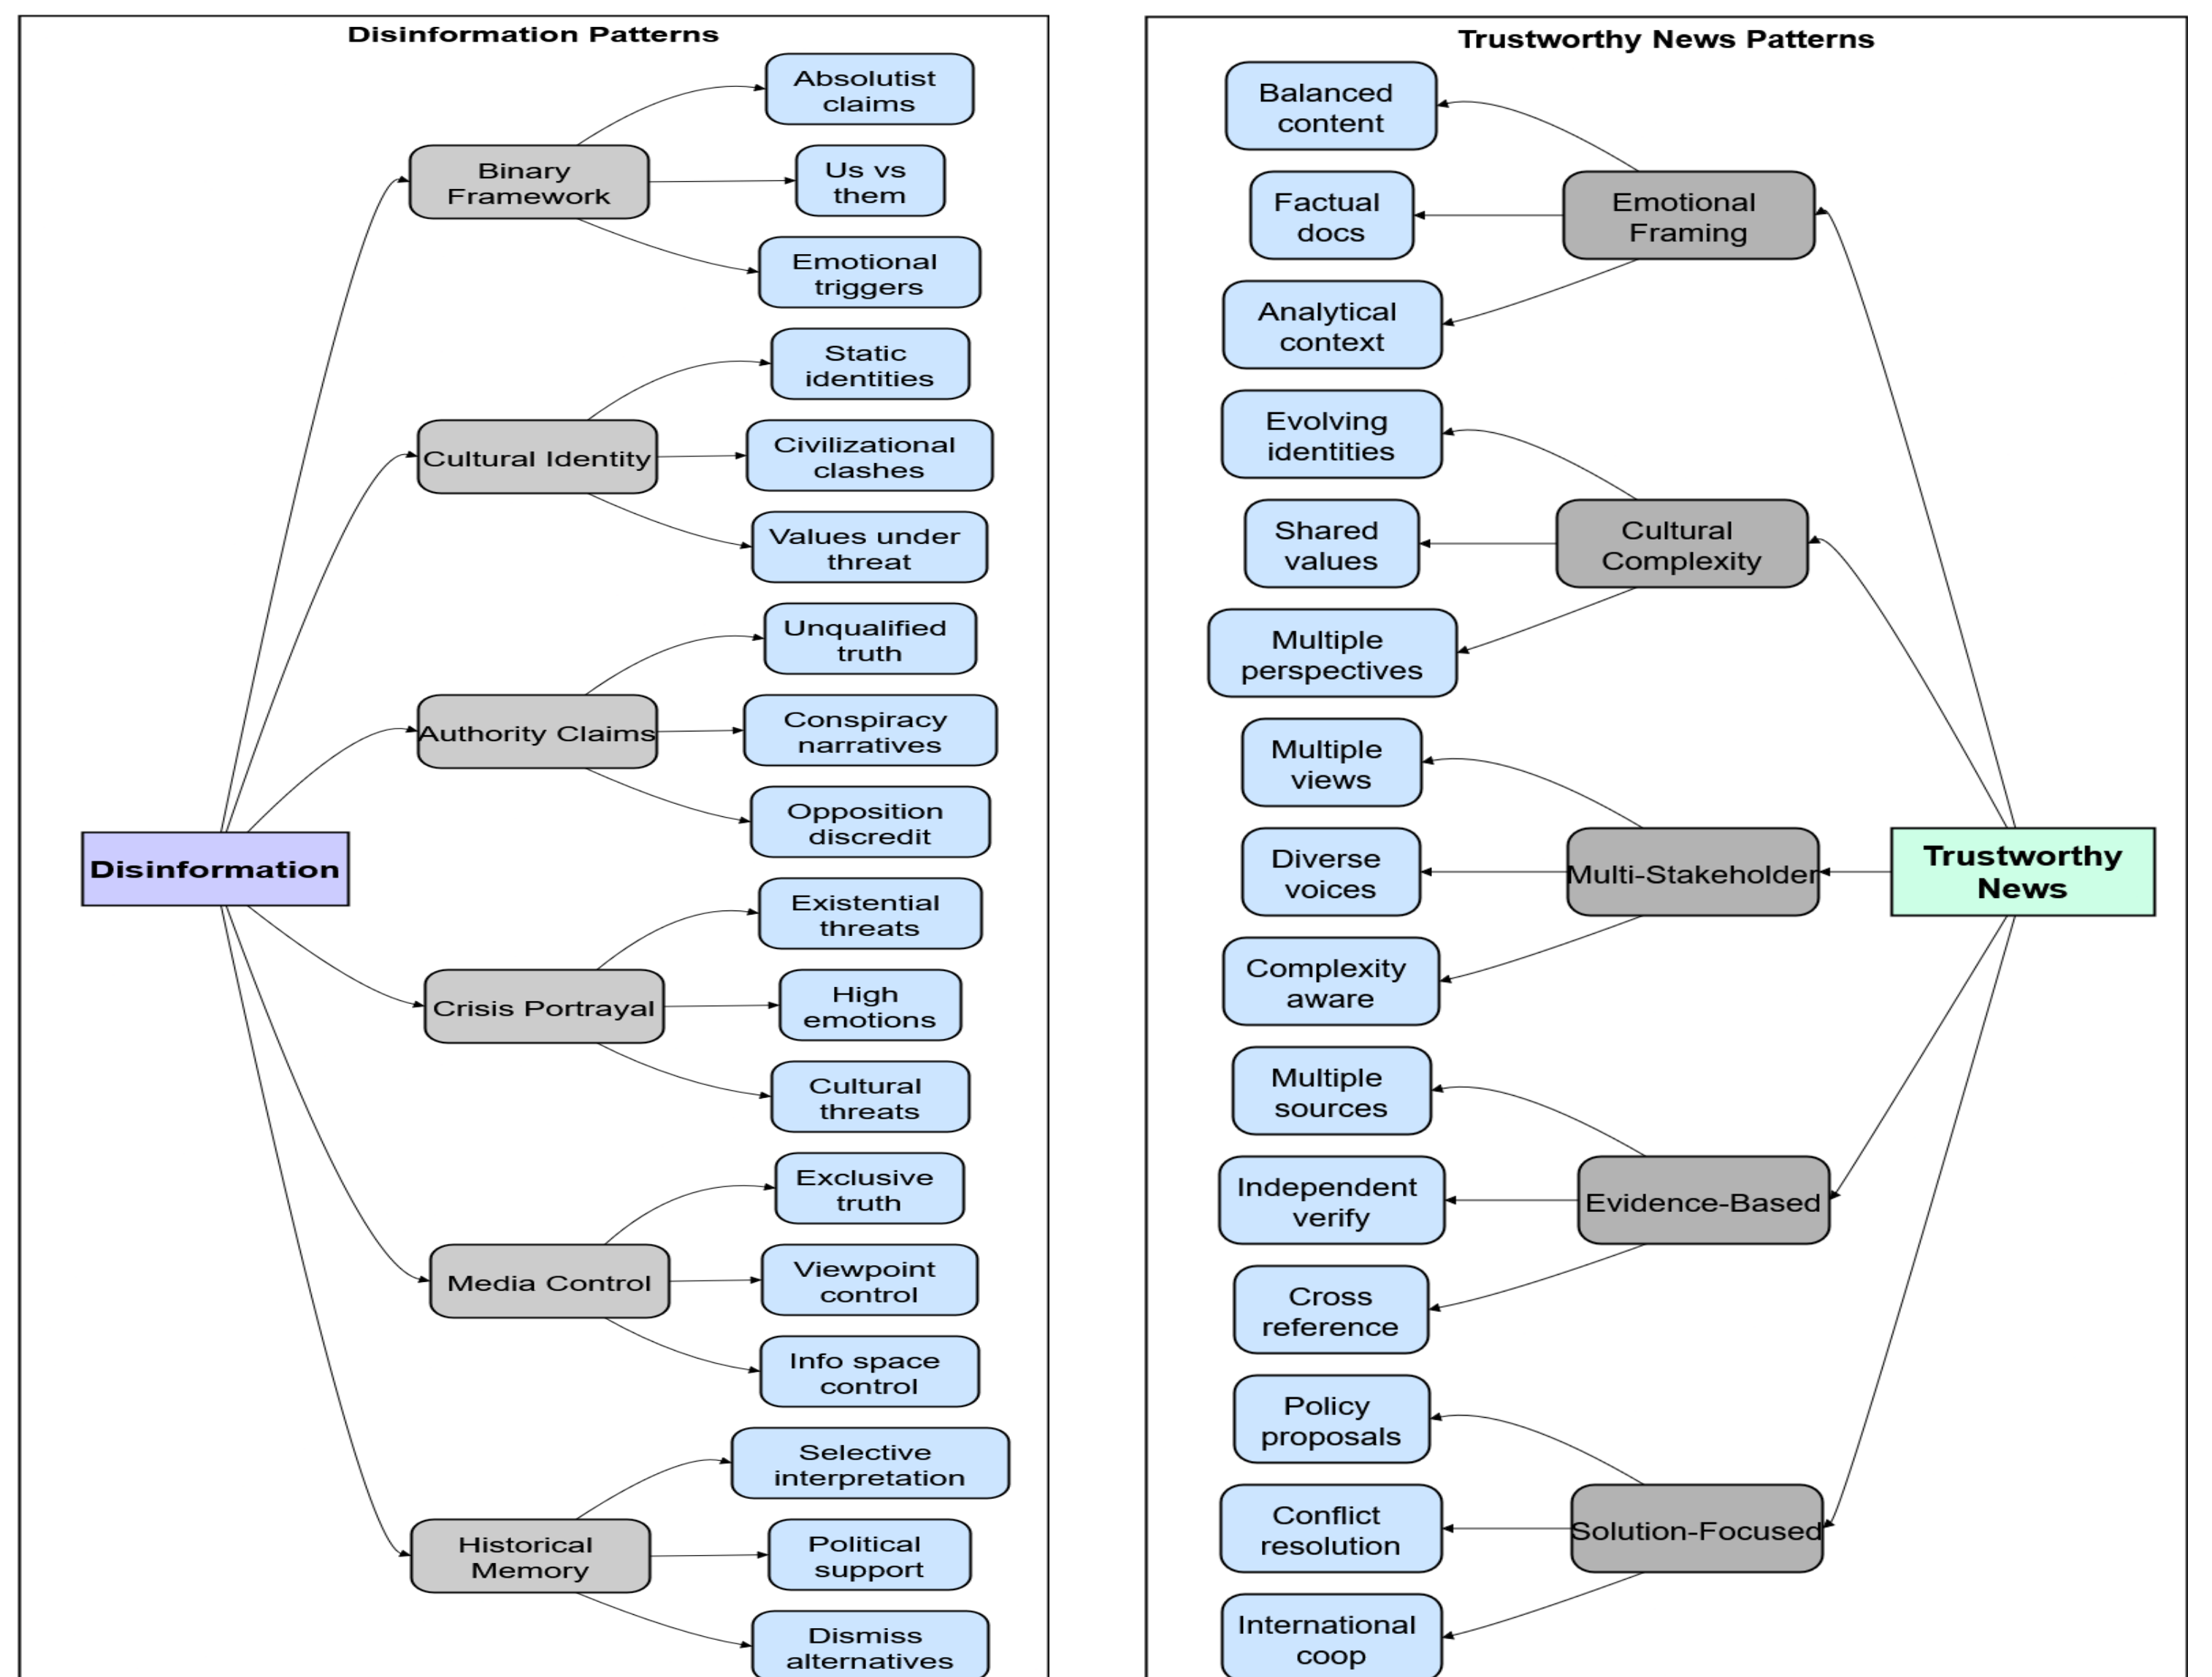 Disinformation Patterns
Disinformation
Binary
Framework
Absolutist
claims
Us vs
them
Emotional
triggers
Cultural Identity
Static
identities
Civilizational
clashes
Values under
threat
Authority Claims
Unqualified
truth
Conspiracy
narratives
Opposition
discredit
Crisis Portrayal
Existential
threats
High
emotions
Cultural
threats
Media Control
Exclusive
truth
Viewpoint
control
Info space
control
Historical
Memory
Selective
interpretation
Political
support
Dismiss
alternatives
Trustworthy News Patterns
Trustworthy
News
Emotional
Framing
Balanced
content
Factual
docs
Analytical
context
Cultural
Complexity
Evolving
identities
Shared
values
Multiple
perspectives
Multi-Stakeholder
Multiple
views
Diverse
voices
Complexity
aware
Evidence-Based
Multiple
sources
Independent
verify
Cross
reference
Solution-Focused
Policy
proposals
Conflict
resolution
International
coop